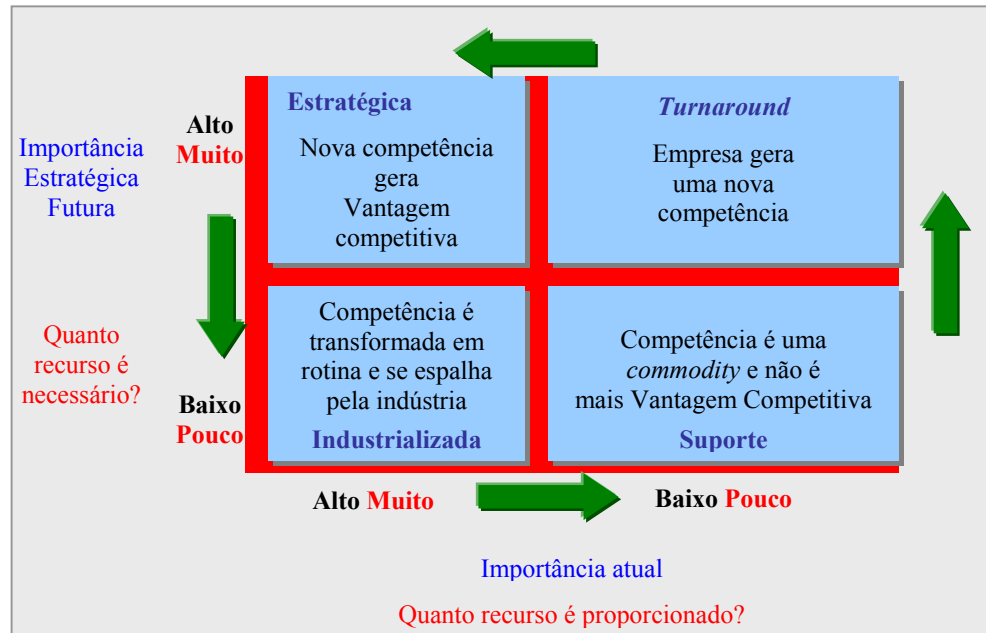 Importância
Estratégica
Futura
Alto
Muito
Estratégica
Nova competência
gera
Vantagem
competitiva
Turnaround
Empresa gera
uma nova
competência
Quanto
recurso é
necessário?
Baixo
Pouco
Competência é
transformada em
rotina e se espalha
pela indústria
Industrializada
Competência é uma
commodity e não é
mais Vantagem Competitiva
Suporte
Alto Muito
Baixo Pouco
Importância atual
Quanto recurso é proporcionado?